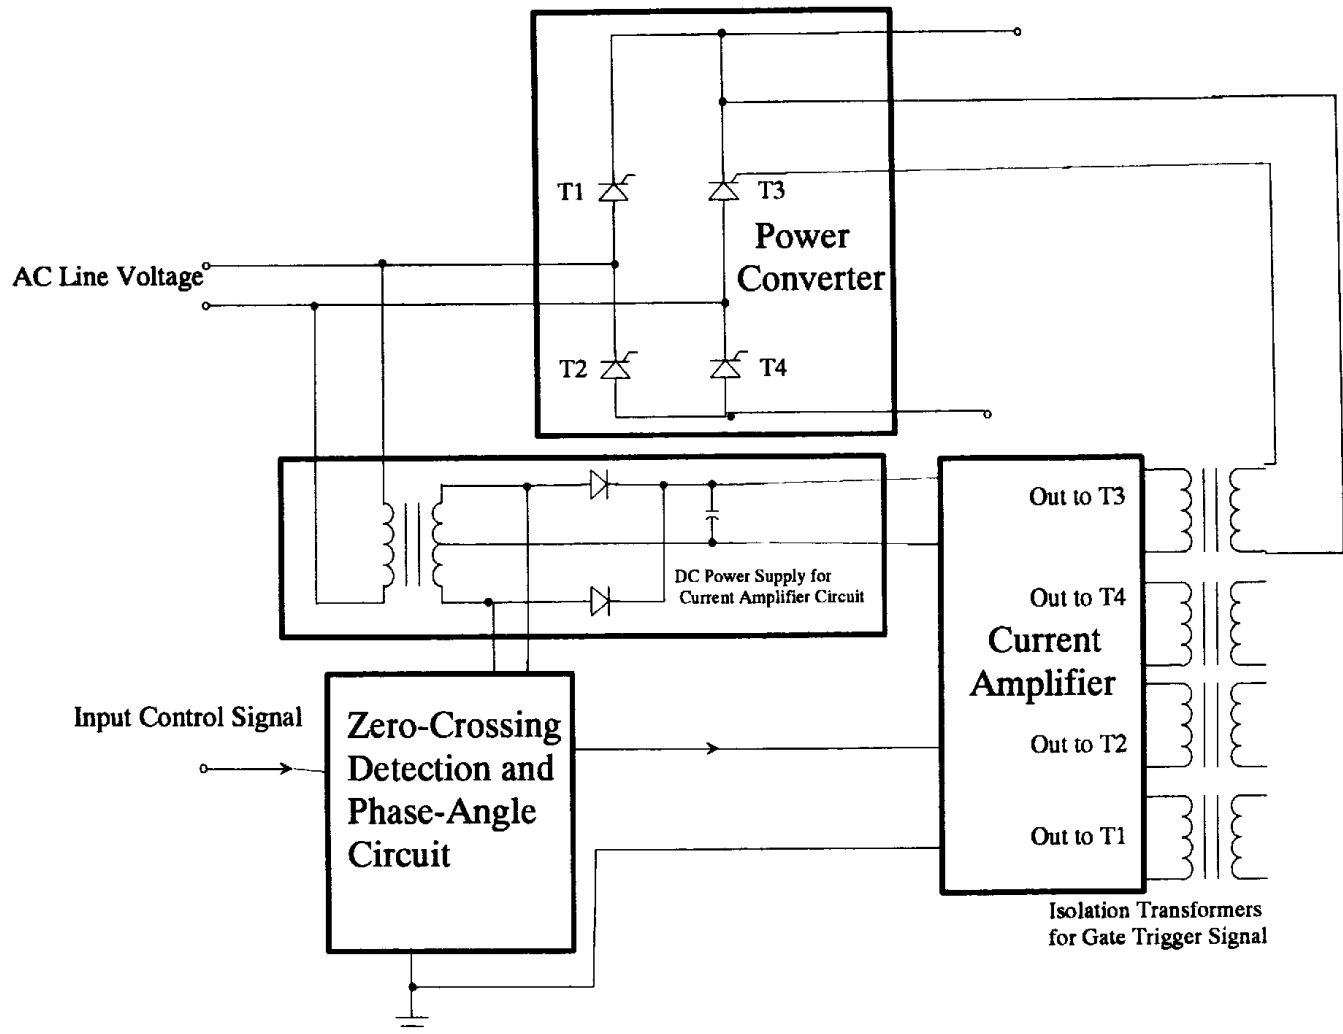 T1
T3
Power
Converter
AC Line Voltage
T2
T4
Out to T3
DC Power Supply for
Current Amplifier Circuit
Out to T4
Current
Amplifier
Input Control Signal
Zero-Crossing
Detection and
Phase-Angle
Circuit
Out to T2
Out to T1
Isolation Transformers
for Gate Trigger Signal